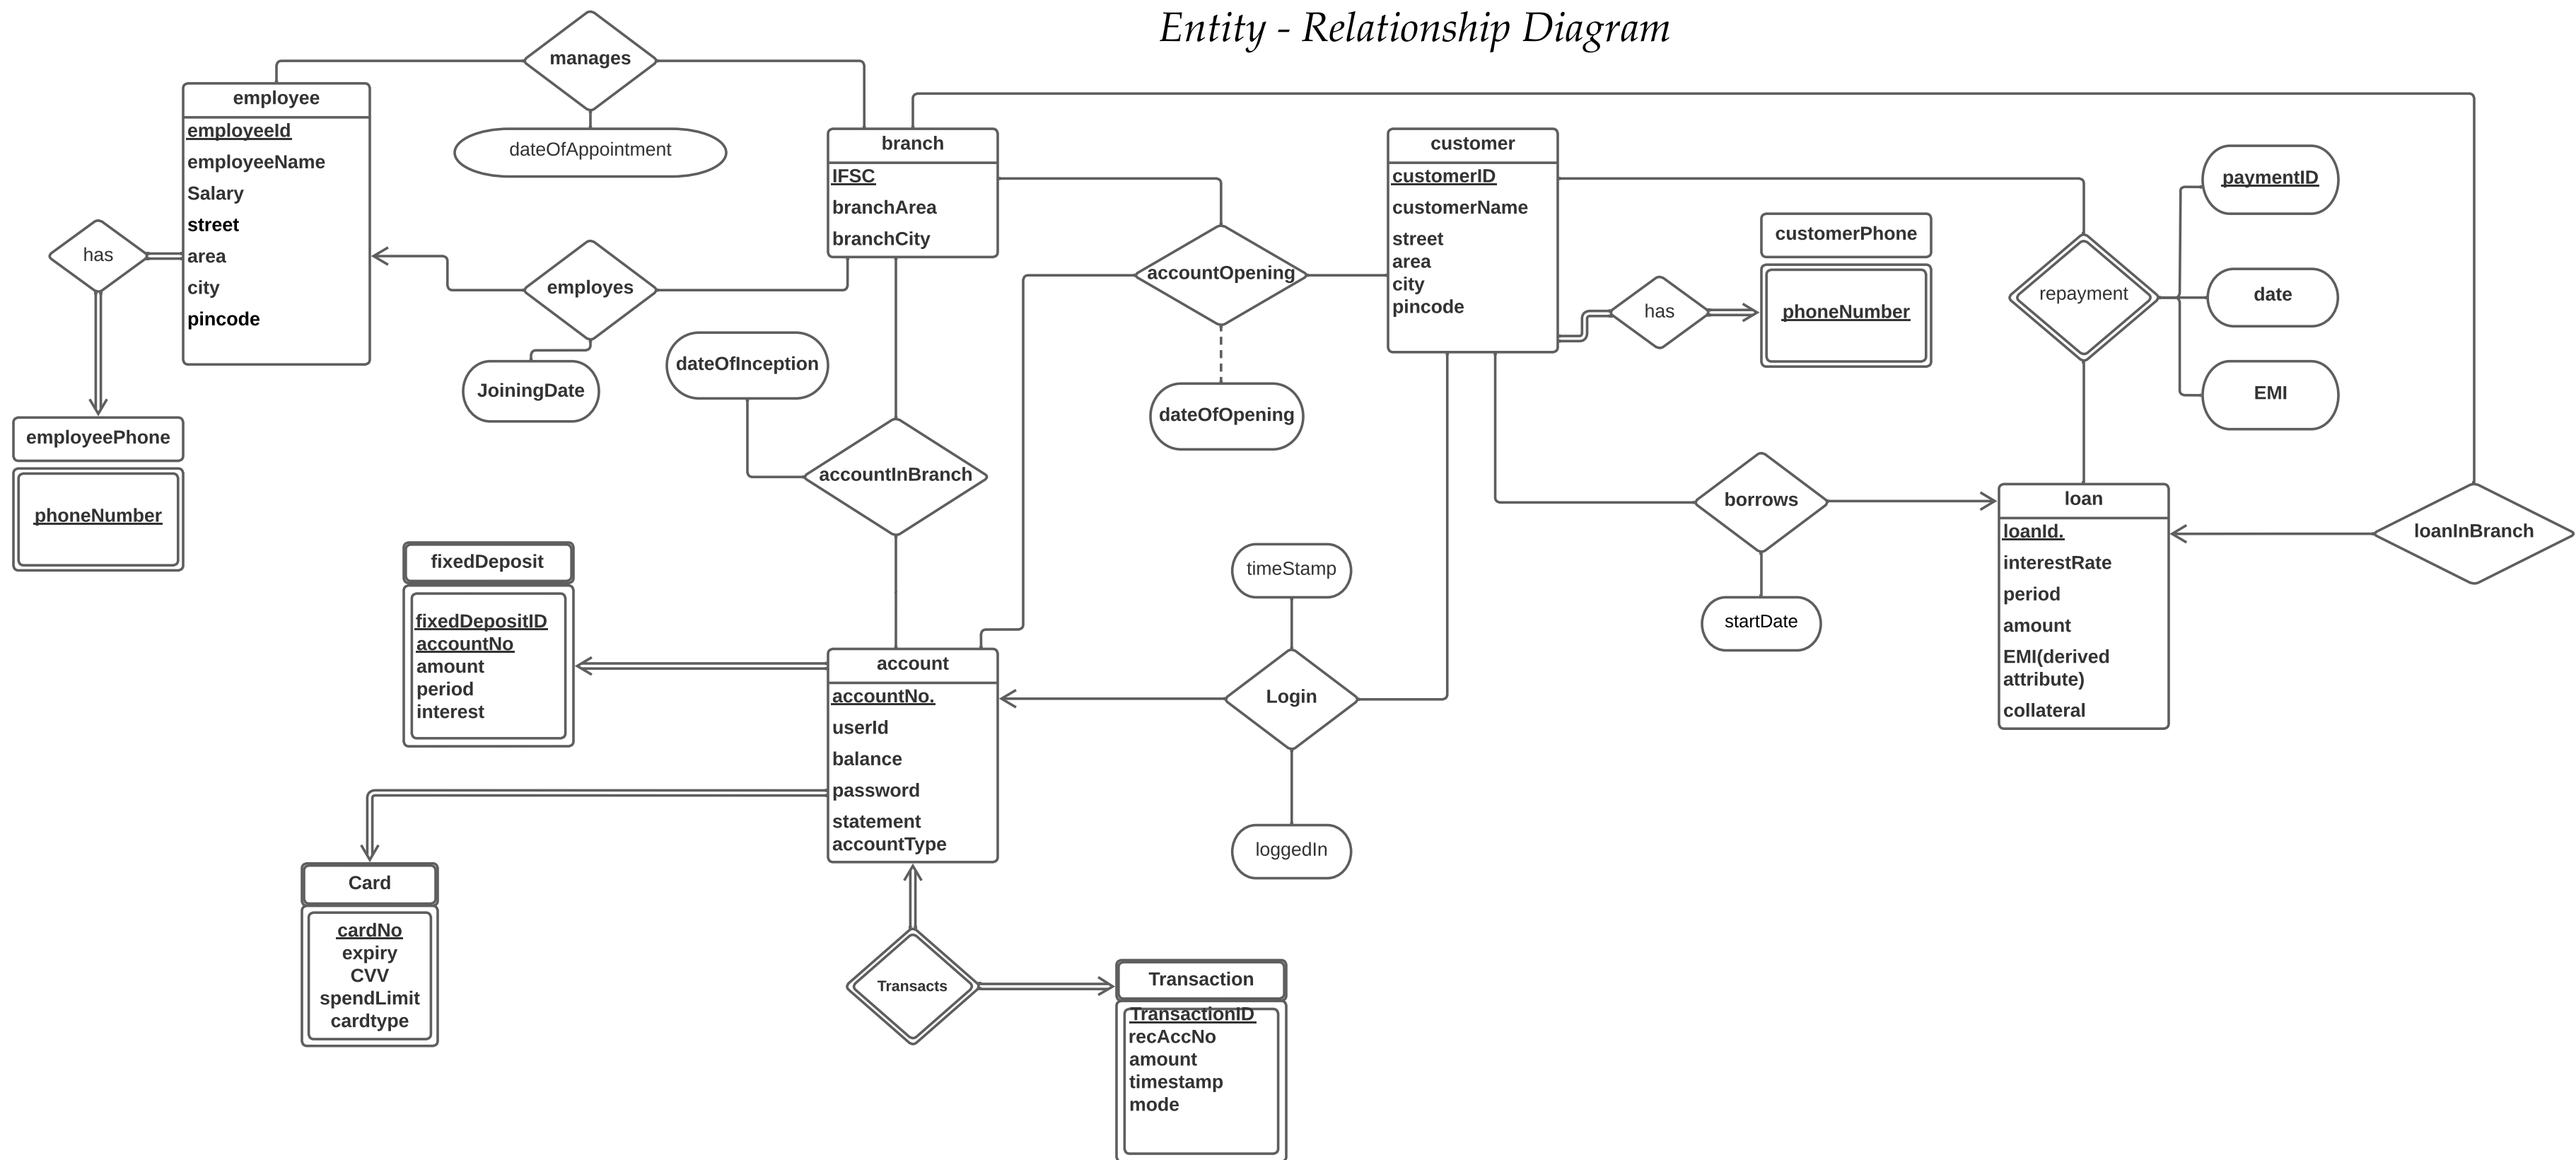 Entity - Relationship Diagram
manages
dateOfAppointment
employee
employeeId
employeeName
Salary
street
area
city
pincode
has
employeePhone
phoneNumber
employes
JoiningDate
branch
IFSC
branchArea
branchCity
dateOfInception
accountInBranch
accountOpening
dateOfOpening
customer
customerID
customerName
street
area
city
pincode
has
customerPhone
phoneNumber
repayment
paymentID
date
EMI
borrows
startDate
loan
loanId.
interestRate
period
amount
EMI(derived
attribute)
collateral
loanInBranch
fixedDeposit
fixedDepositID
accountNo
amount
period
interest
account
accountNo.
userId
balance
password
statement
accountType
timeStamp
Login
loggedIn
Card
cardNo
expiry
CVV
spendLimit
cardtype
Transacts
Transaction
TransactionID
recAccNo
amount
timestamp
mode